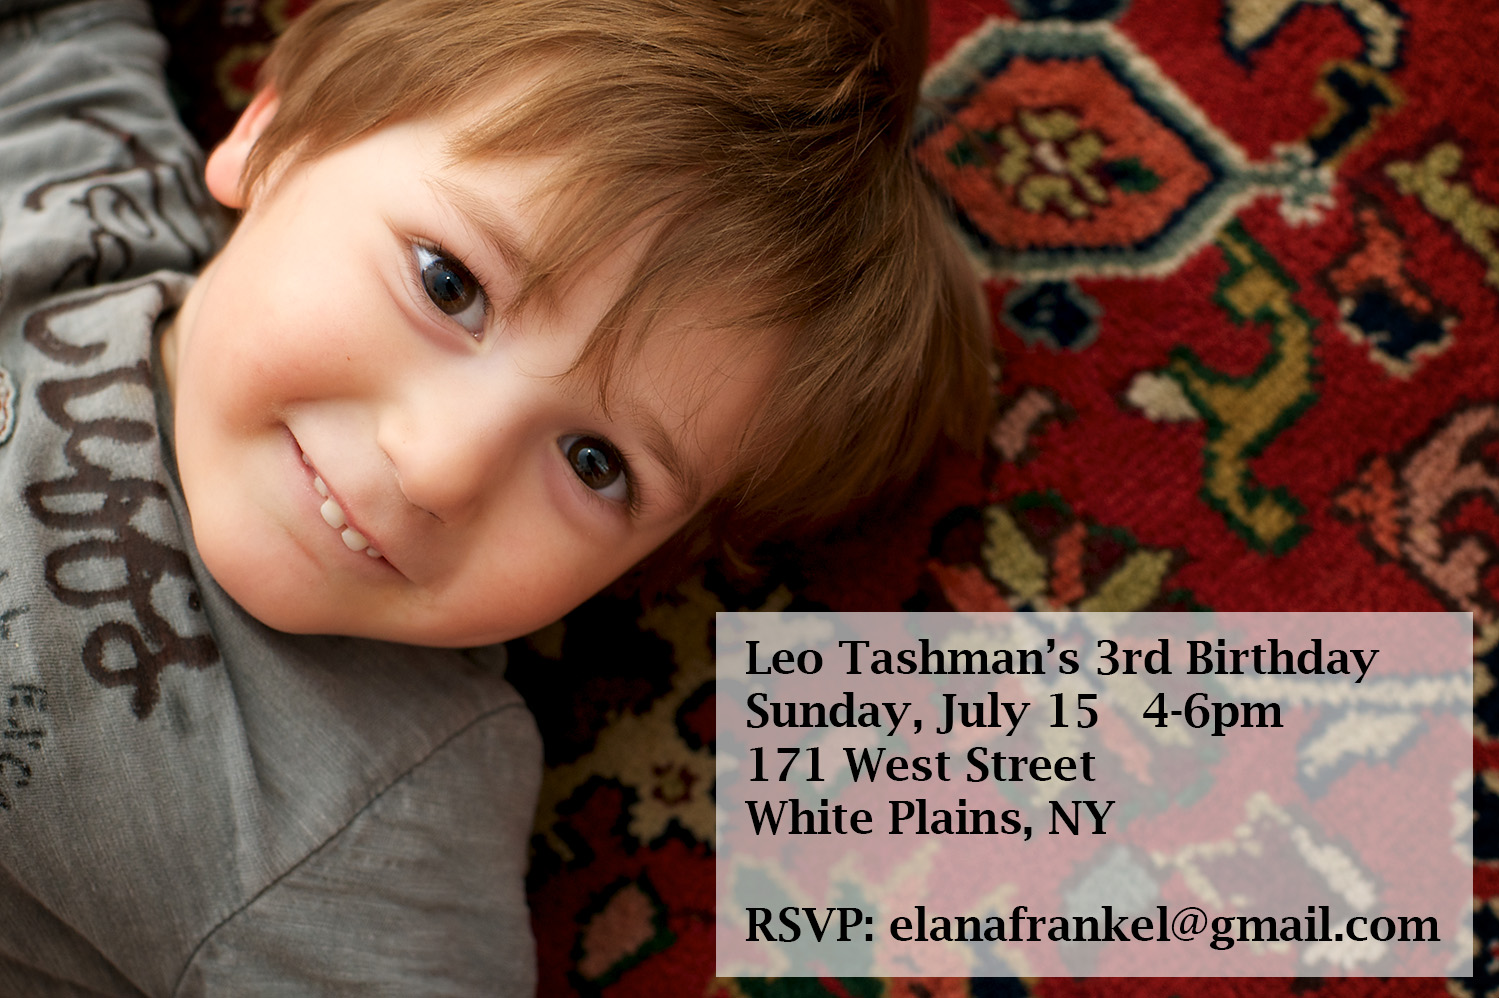 Leo Tashman’s 3rd Birthday
Sunday, July 15 4-6pm
171 West Street
White Plains, NY
RSVP: elanafrankel@gmail.com